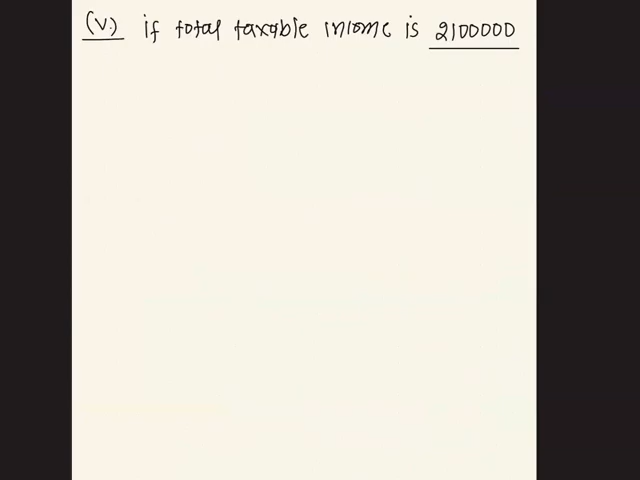 (v.) if total taxable income is 2100000